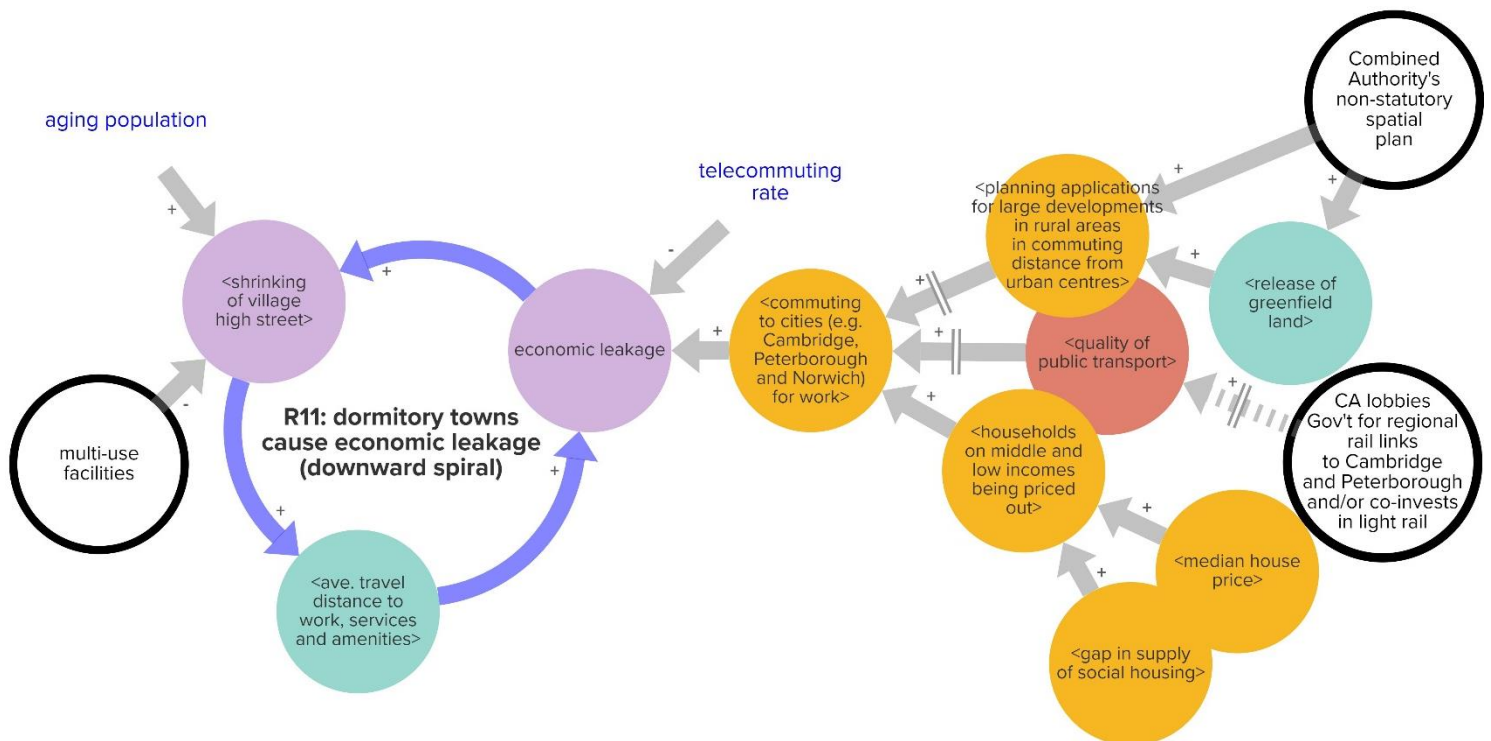 Combined
Authority's
non-statutory
spatial
plan
aging population
+
telecommuting
rate
-
+
+
<planning applications
for large developments
in rural areas
in commuting
distance from
urban centres>
+
<release of
greenfield
land>
<shrinking
of village
high street>
+
economic leakage
+
<commuting
to cities (e.g.
Cambridge,
Peterborough
and Norwich)
for work>
+
+
+
<quality of
public transport>
+
CA lobbies
Gov't for regional
rail links
to Cambridge
and Peterborough
and/or co-invests
in light rail
-
multi-use
facilities
R11: dormitory towns
cause economic leakage
(downward spiral)
+
+
<households
on middle and
low incomes
being priced
out>
+
<median house
price>
+
<gap in supply
of social housing>
<ave. travel
distance to
work, services
and amenities>